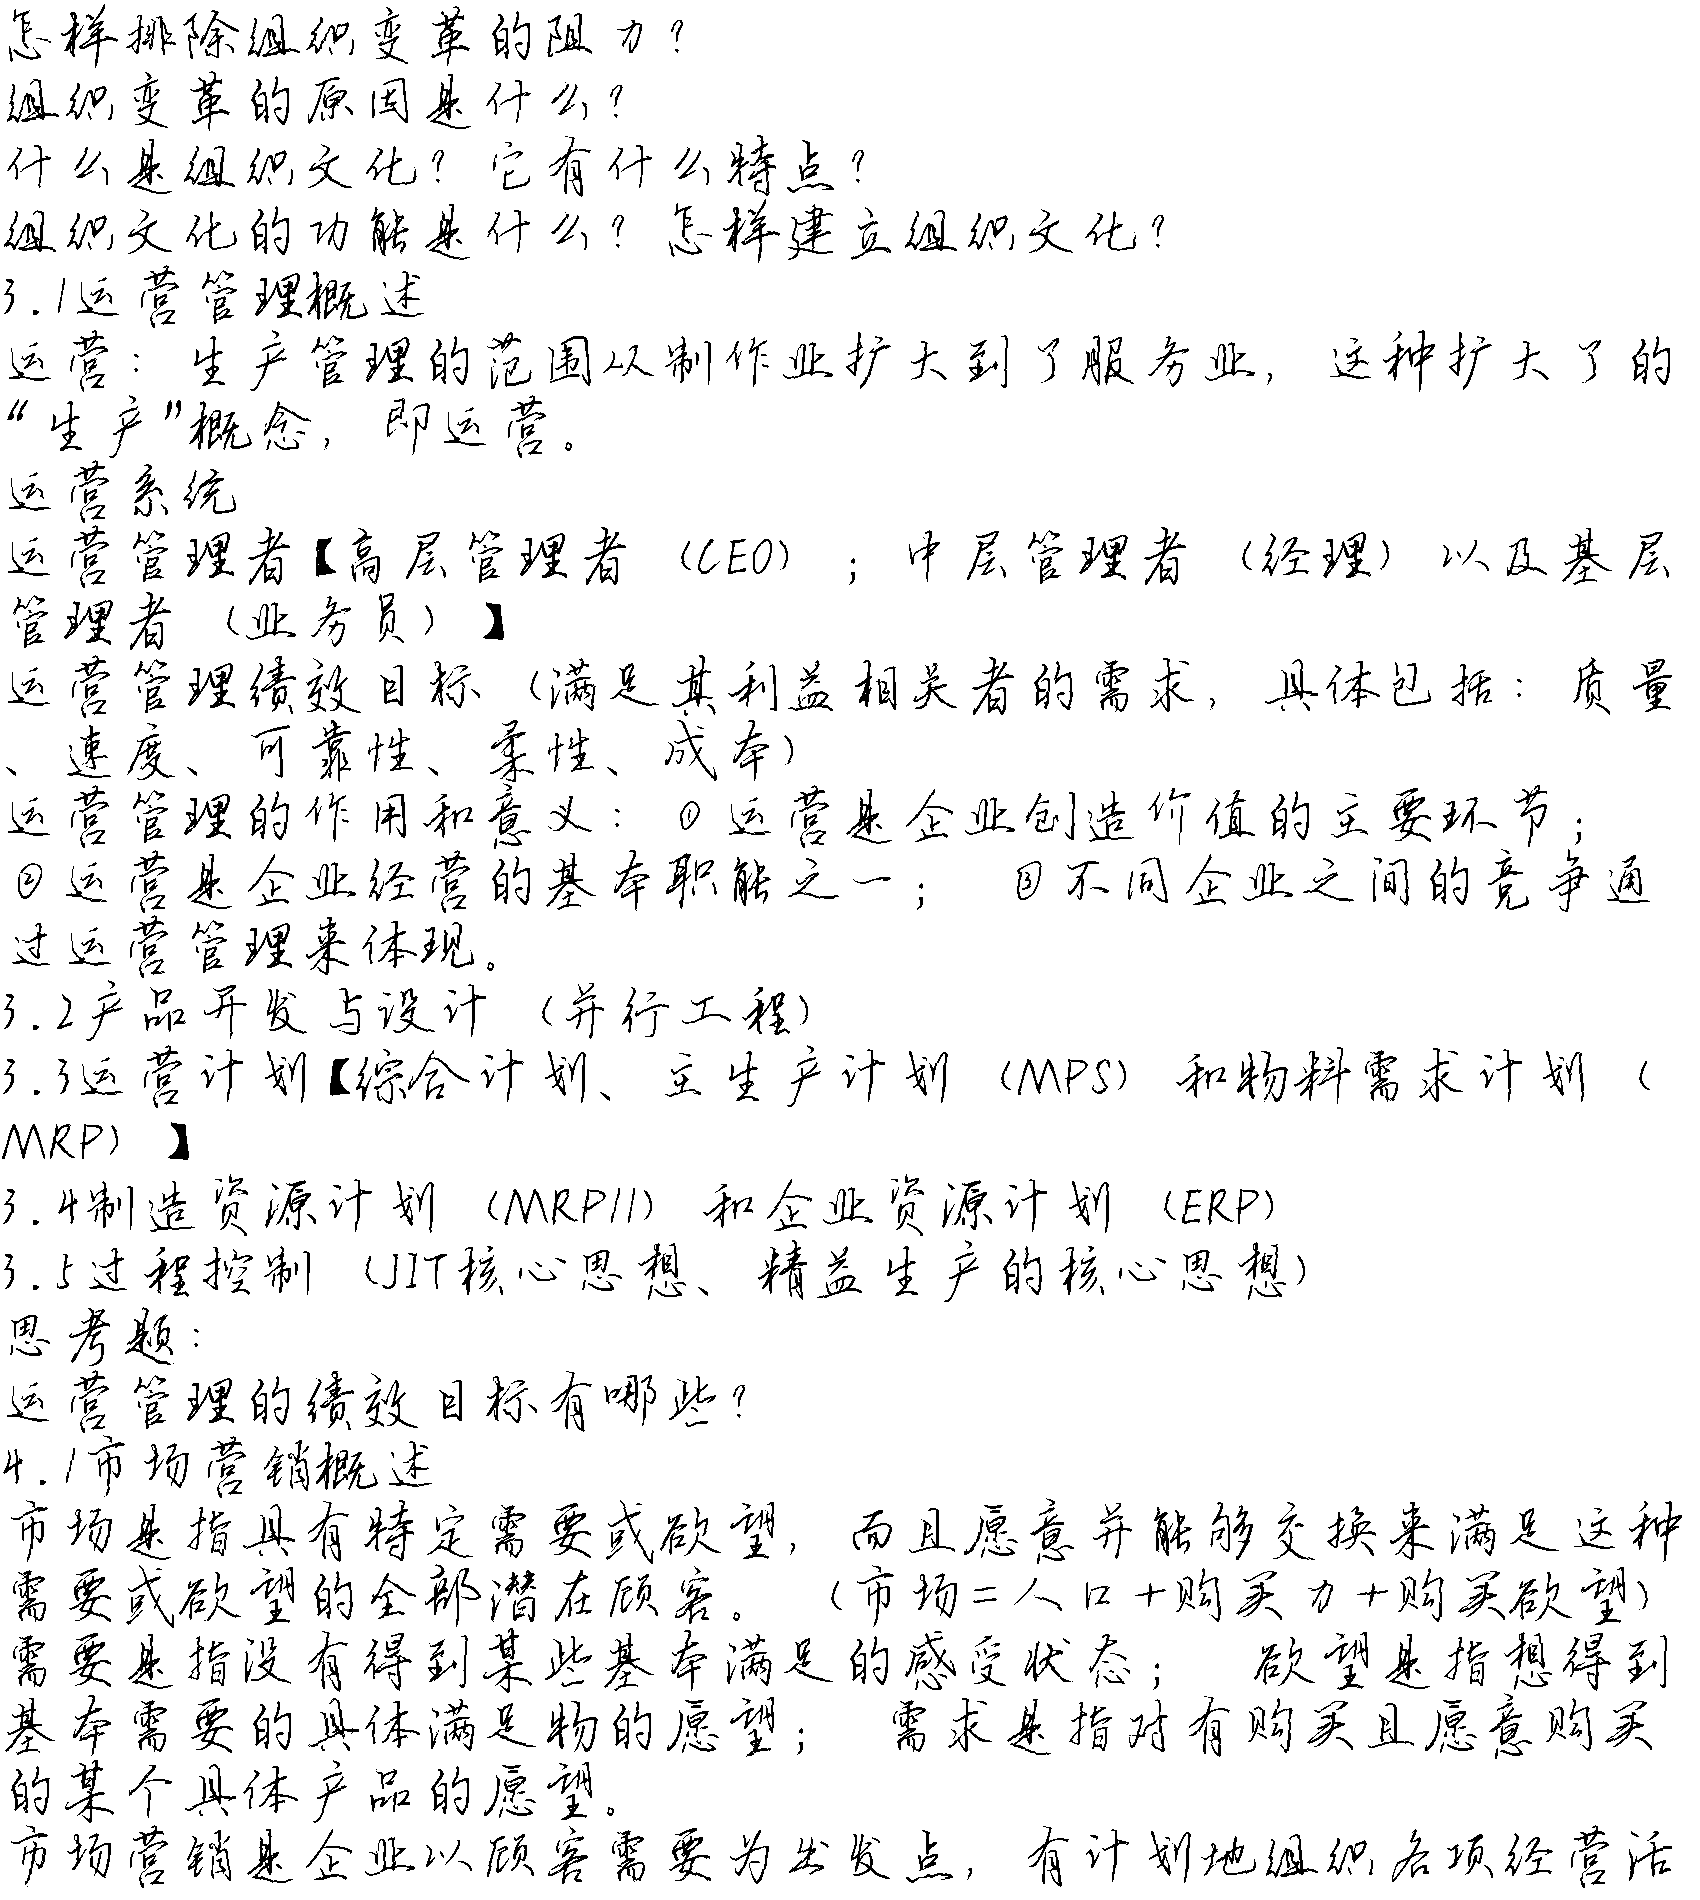 怎样排除组织变革的阻力?
组织变革的原因是什么?
什么是组织文化? 它有什么特点?
组织文化的功能是什么? 怎样建立组织文化?
3.1运营管理概述
运营: 生产管理的范围以制作业扩大到了服务业, 这种扩大了的
“生产”概念, 即运营。
运营系统
运营管理者【高层管理者 (CEO) ; 中层管理者 (经理) 以及基层
管理者 (业务员) 】
运营管理绩效目标 (满足其利益相关者的需求, 具体包括: 质量
、速度、可靠性、柔性、成本)
运营管理的作用和意义: ①运营是企业创造价值的主要环节;
②运营是企业经营的基本职能之一; ③不同企业之间的竞争通
过运营管理来体现。
3.2产品开发与设计 (并行工程)
3.3运营计划【综合计划、主生产计划 (MPS) 和物料需求计划 (
MRP) 】
3.4制造资源计划 (MRPII) 和企业资源计划 (ERP)
3.5过程控制 (JIT核心思想、精益生产的核心思想)
思考题:
运营管理的绩效目标有哪些?
4.1市场营销概述
市场是指具有特定需要或欲望, 而且愿意并能够交换来满足这种
需要或欲望的全部潜在顾客。 (市场=人口+购买力+购买欲望)
需要是指没有得到某些基本满足的感受状态; 欲望是指想得到
基本需要的具体满足物的愿望; 需求是指对有购买且愿意购买
的某个具体产品的愿望。
市场营销是企业以顾客需要为出发点, 有计划地组织各项经营活